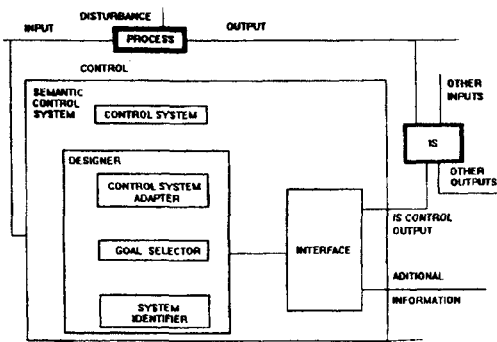 DISTURBANCE
INPUT
OUTPUT
PROCESS
CONTROL
SEMANTIC
CONTROL
SYSTEM
CONTROL SYSTEM
OTHER
INPUTS
IS
OTHER
OUTPUTS
DESIGNER
CONTROL SYSTEM
ADAPTER
GOAL SELECTOR
SYSTEM
IDENTIFIER
INTERFACE
IS CONTROL
OUTPUT
ADITIONAL
INFORMATION